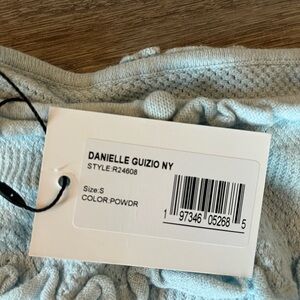 DANIELLE GUIZIO NY
STYLE:R24608
Size:S
COLOR:POWDR
1 97346 05268 5